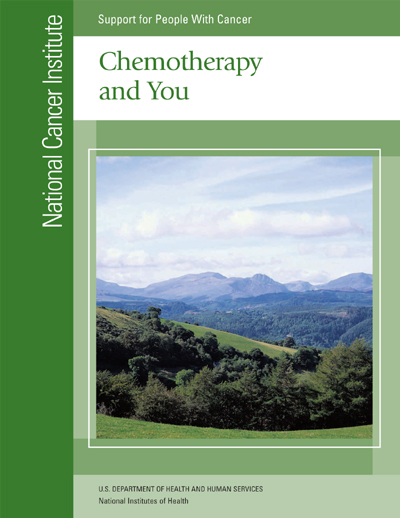 National Cancer Institute
Support for People With Cancer
Chemotherapy
and You
U.S. DEPARTMENT OF HEALTH AND HUMAN SERVICES
National Institutes of Health